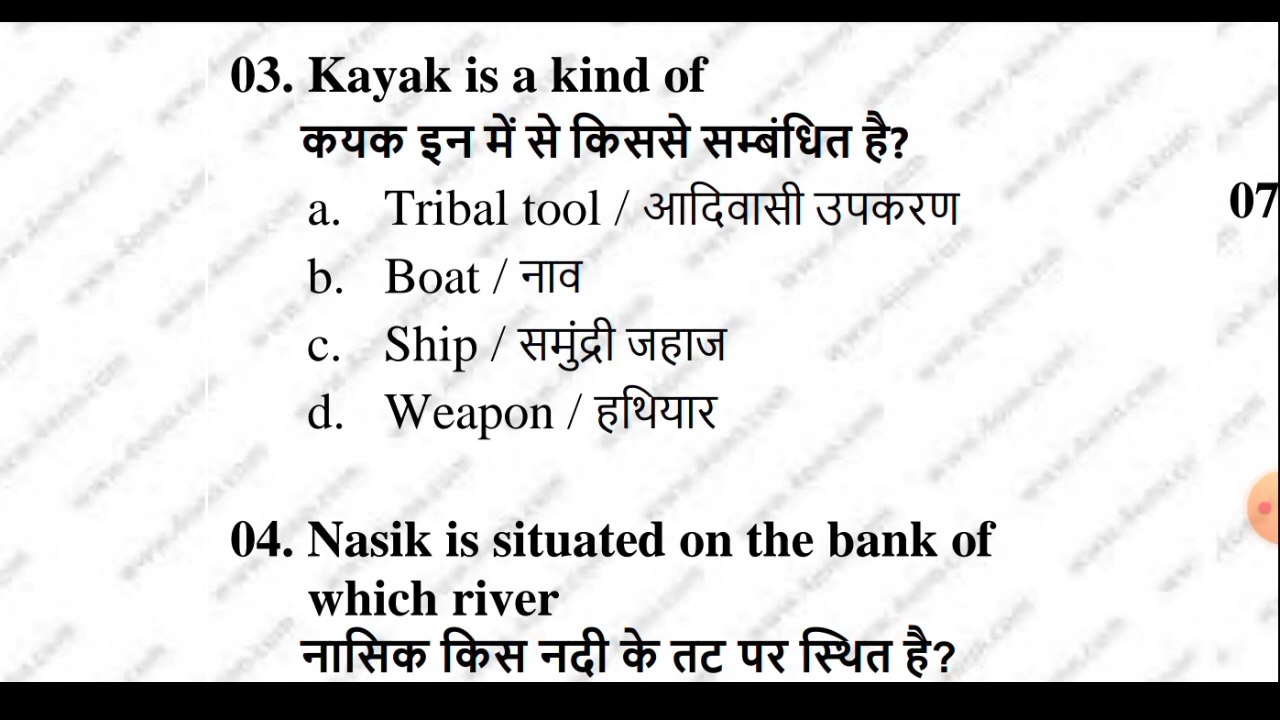 03. Kayak is a kind of
कयक इन में से किससे सम्बंधित है?
a. Tribal tool / आदिवासी उपकरण
b. Boat / नाव
c. Ship / समुंद्री जहाज
d. Weapon / हथियार
04. Nasik is situated on the bank of
which river
नासिक किस नदी के तट पर स्थित है?
07